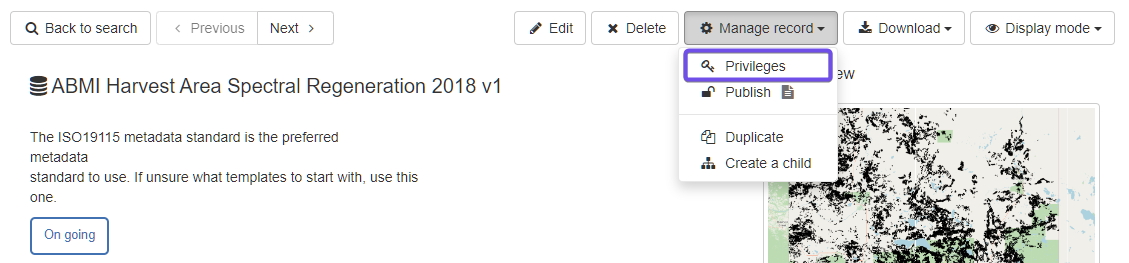 Back to search
Previous
Next
Edit
Delete
Manage record
Download
Display mode
Privileges
Publish
Duplicate
Create a child
ew
ABMI Harvest Area Spectral Regeneration 2018 v1
The ISO19115 metadata standard is the preferred
metadata
standard to use. If unsure what templates to start with, use this
one.
On going